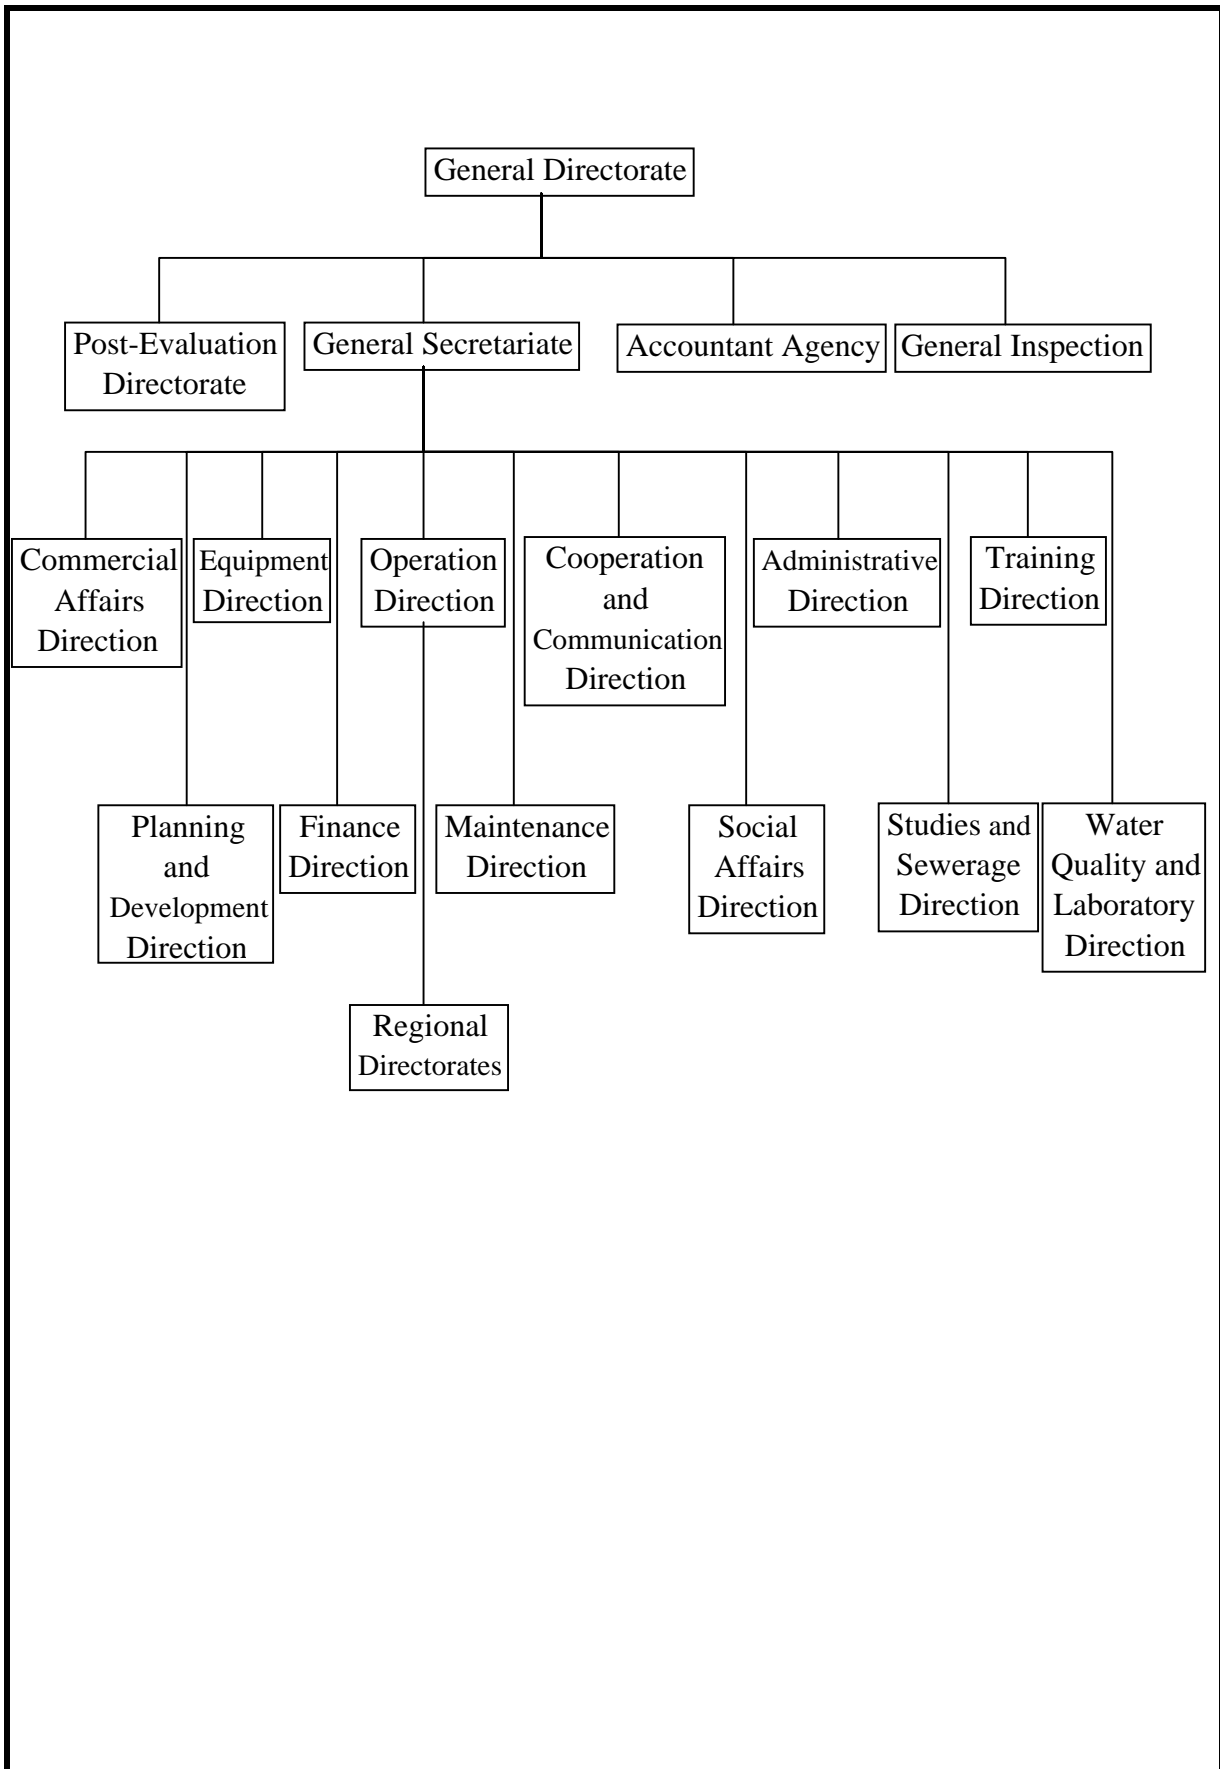 General Directorate
Post-Evaluation
Directorate
General Secretariate
Accountant Agency
General Inspection
Commercial
Affairs
Direction
Equipment
Direction
Operation
Direction
Cooperation
and
Communication
Direction
Administrative
Direction
Training
Direction
Planning
and
Development
Direction
Finance
Direction
Maintenance
Direction
Social
Affairs
Direction
Studies and
Sewerage
Direction
Water
Quality and
Laboratory
Direction
Regional
Directorates